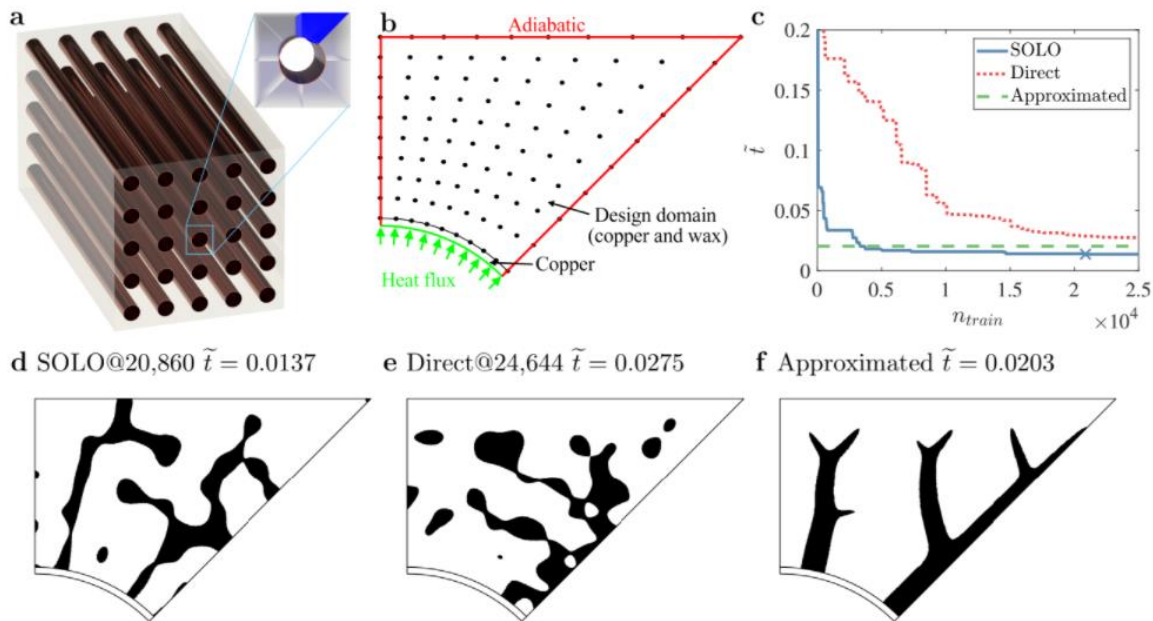 a
b
Adiabatic
Design domain
(copper and wax)
Copper
Heat flux
c
0.2
0.15
0.1
0.05
0
t̃
SOLO
Direct
Approximated
0 0.5 1 1.5 2 2.5
n_train
×10^4
d SOLO@20,860 t̃ = 0.0137
e Direct@24,644 t̃ = 0.0275
f Approximated t̃ = 0.0203